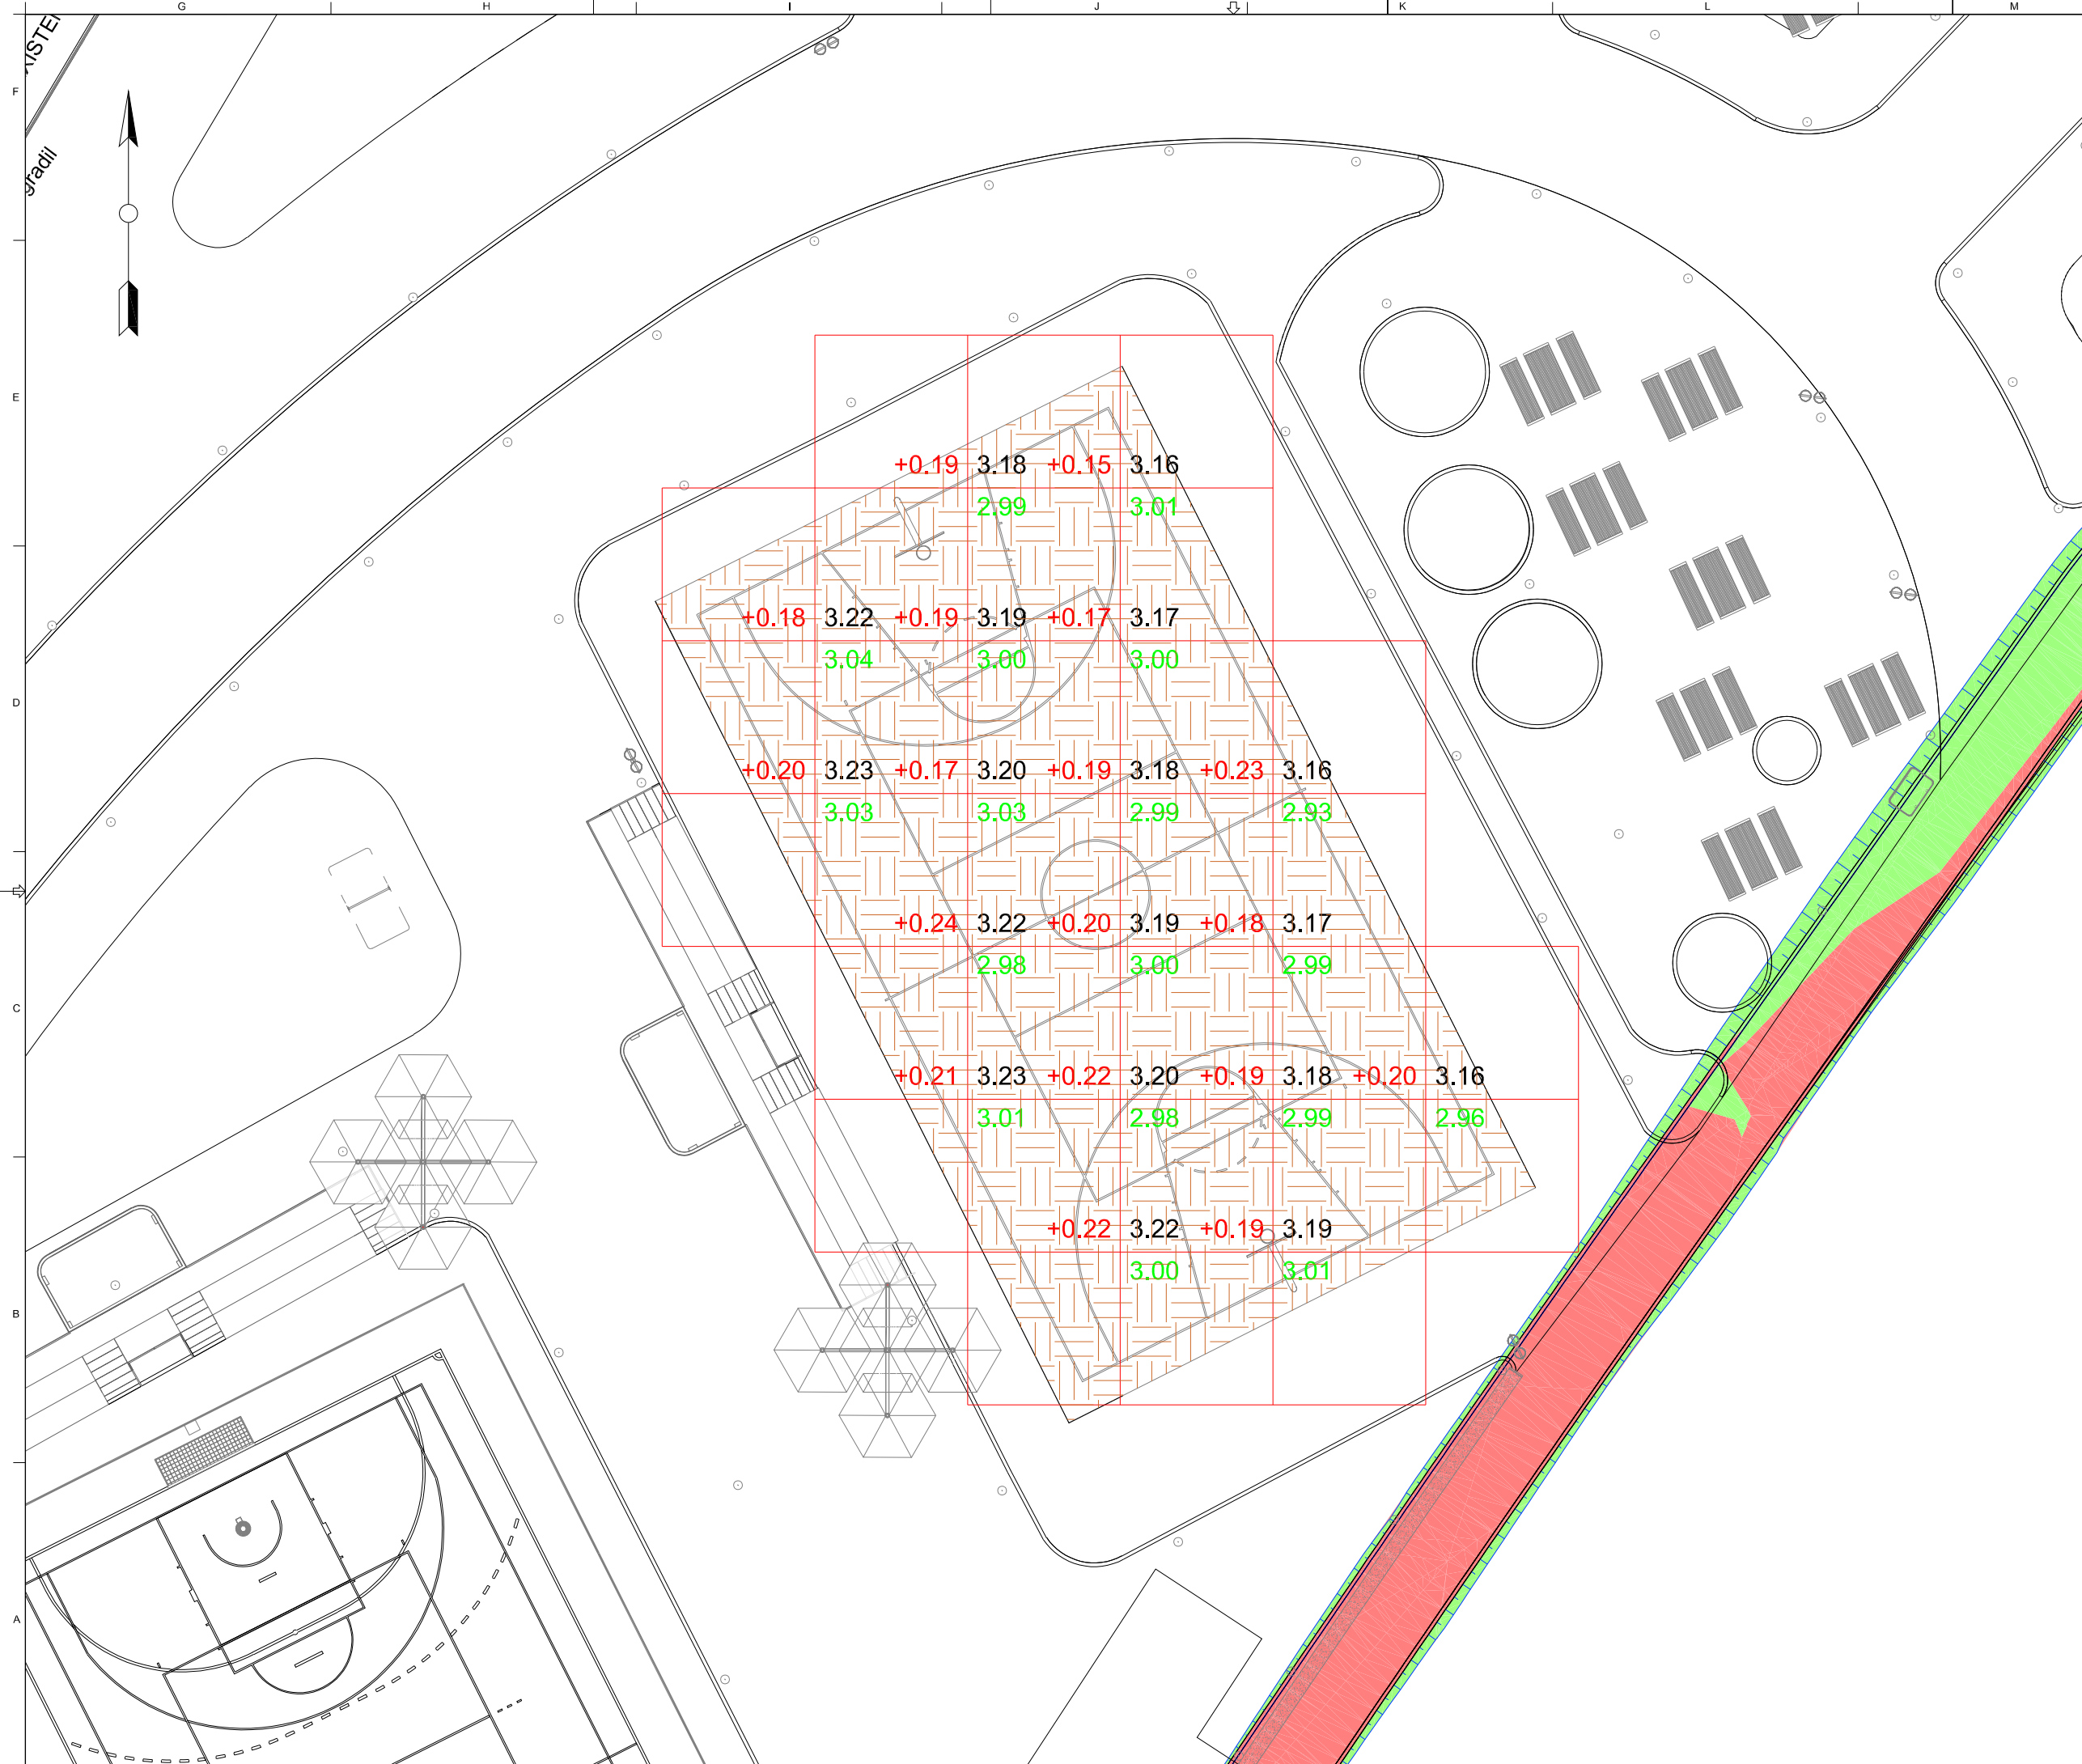 G H I J K L M
F
gradil
E
+0.19 3.18 +0.15 3.16
2.99 3.01
+0.18 3.22 +0.19 3.19 +0.17 3.17
3.04 3.00 3.00
D
+0.20 3.23 +0.17 3.20 +0.19 3.18 +0.23 3.16
3.03 3.03 2.99 2.93
+0.24 3.22 +0.20 3.19 +0.18 3.17
2.98 3.00 2.99
C
+0.21 3.23 +0.22 3.20 +0.19 3.18 +0.20 3.16
3.01 2.98 2.99 2.96
+0.22 3.22 +0.19 3.19
3.00 3.01
B
A